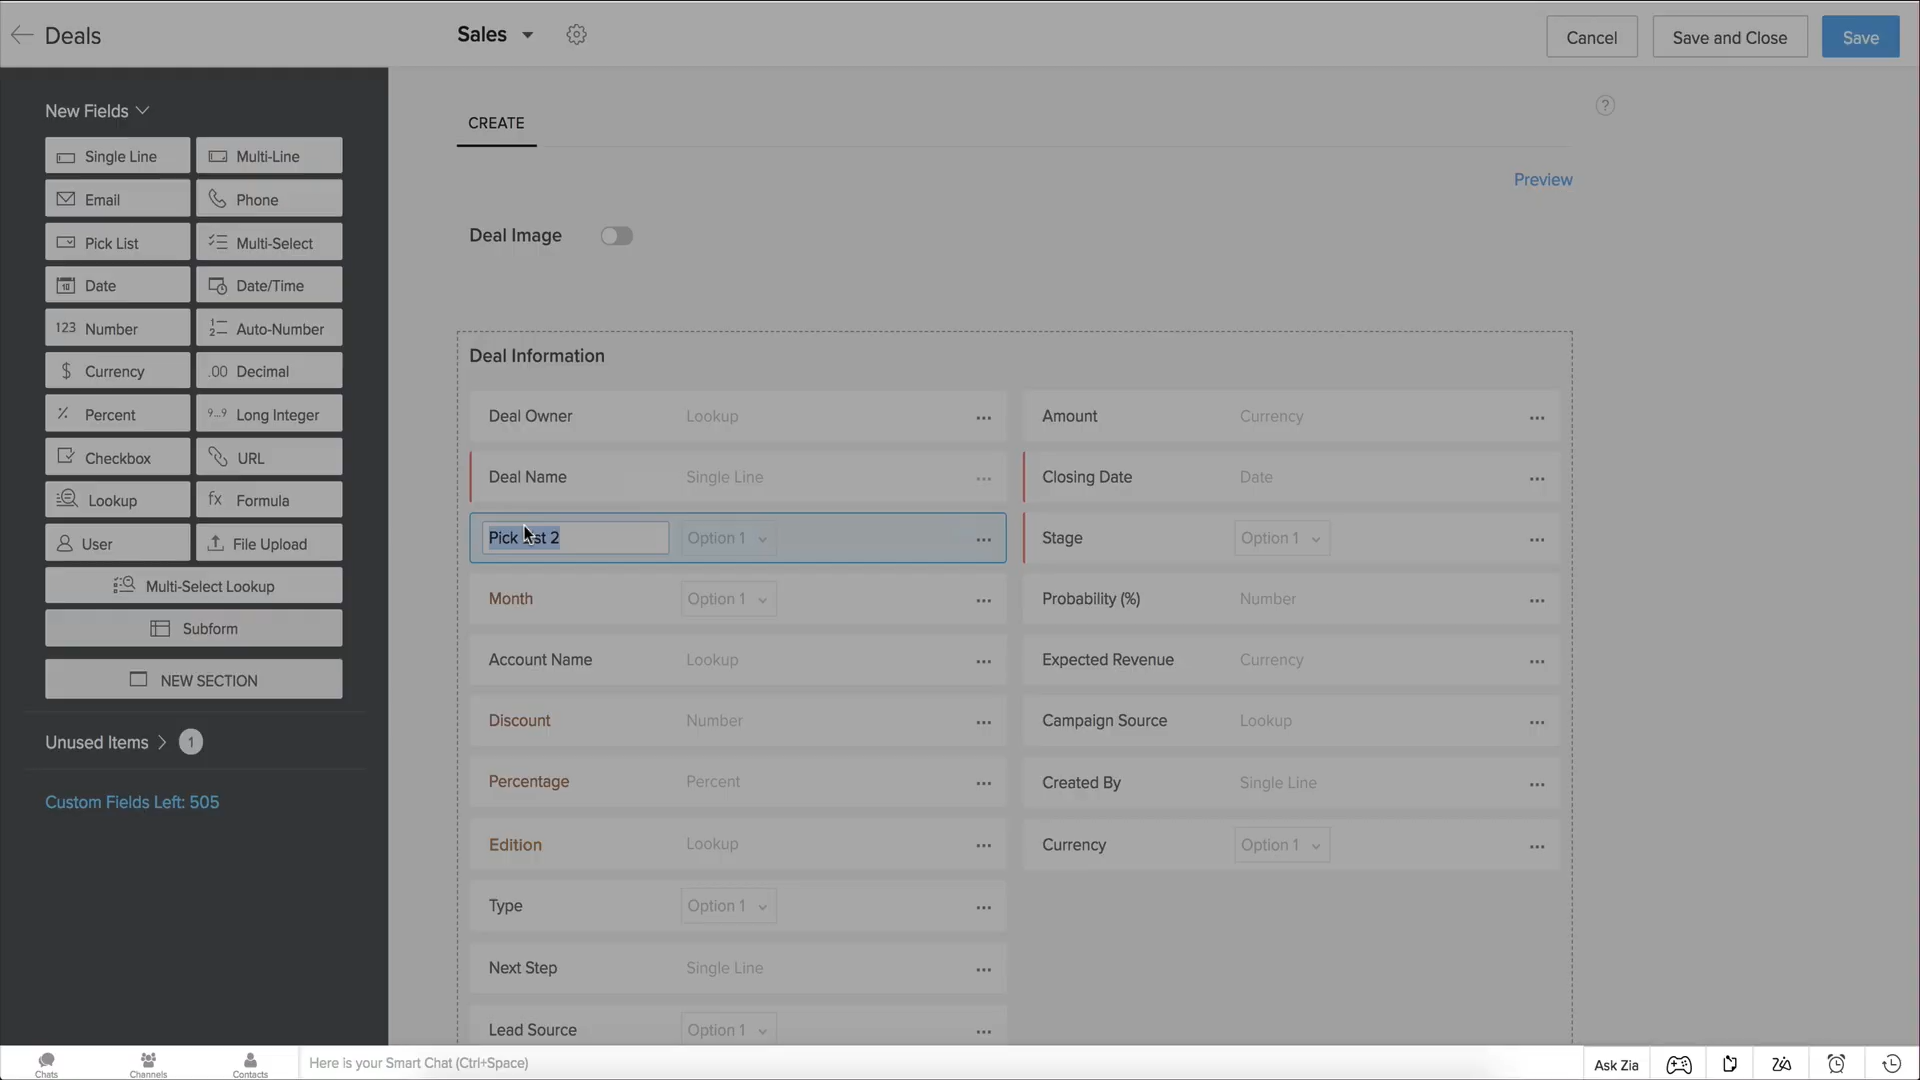 Deals
Sales
Cancel
Save and Close
Save
New Fields
Single Line
Multi-Line
Email
Phone
Pick List
Multi-Select
10 Date
Date/Time
123 Number
Auto-Number
$ Currency
.00 Decimal
% Percent
9...9 Long Integer
Checkbox
URL
Lookup
fx Formula
User
File Upload
Multi-Select Lookup
Subform
NEW SECTION
Unused Items > 1
Custom Fields Left: 505
CREATE
?
Preview
Deal Image
Deal Information
Deal Owner Lookup ...
Amount Currency ...
Deal Name Single Line ...
Closing Date Date ...
Pick List 2 Option 1 ...
Stage Option 1 ...
Month Option 1 ...
Probability (%) Number ...
Account Name Lookup ...
Expected Revenue Currency ...
Discount Number ...
Campaign Source Lookup ...
Percentage Percent ...
Created By Single Line ...
Edition Lookup ...
Currency Option 1 ...
Type Option 1 ...
Next Step Single Line ...
Lead Source Option 1 ...
Chats
Channels
Contacts
Here is your Smart Chat (Ctrl+Space)
Ask Zia